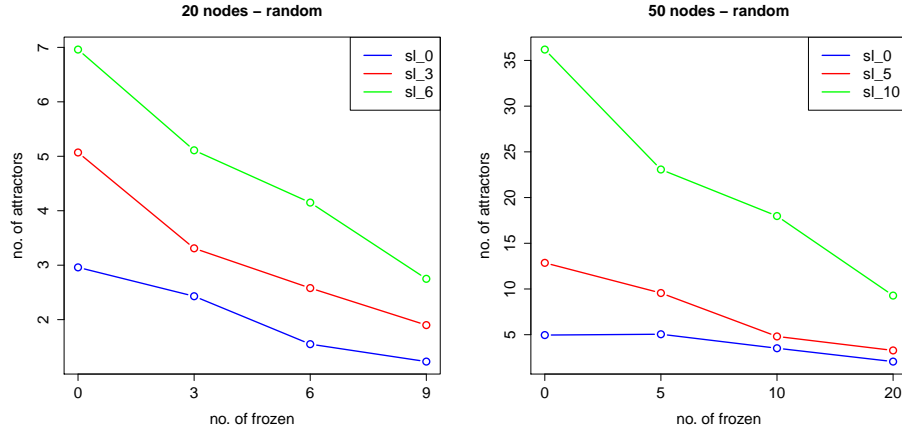 20 nodes − random
no. of attractors
7
6
5
4
3
2
sl_0
sl_3
sl_6
0 3 6 9
no. of frozen
50 nodes − random
no. of attractors
35
30
25
20
15
10
5
sl_0
sl_5
sl_10
0 5 10 20
no. of frozen